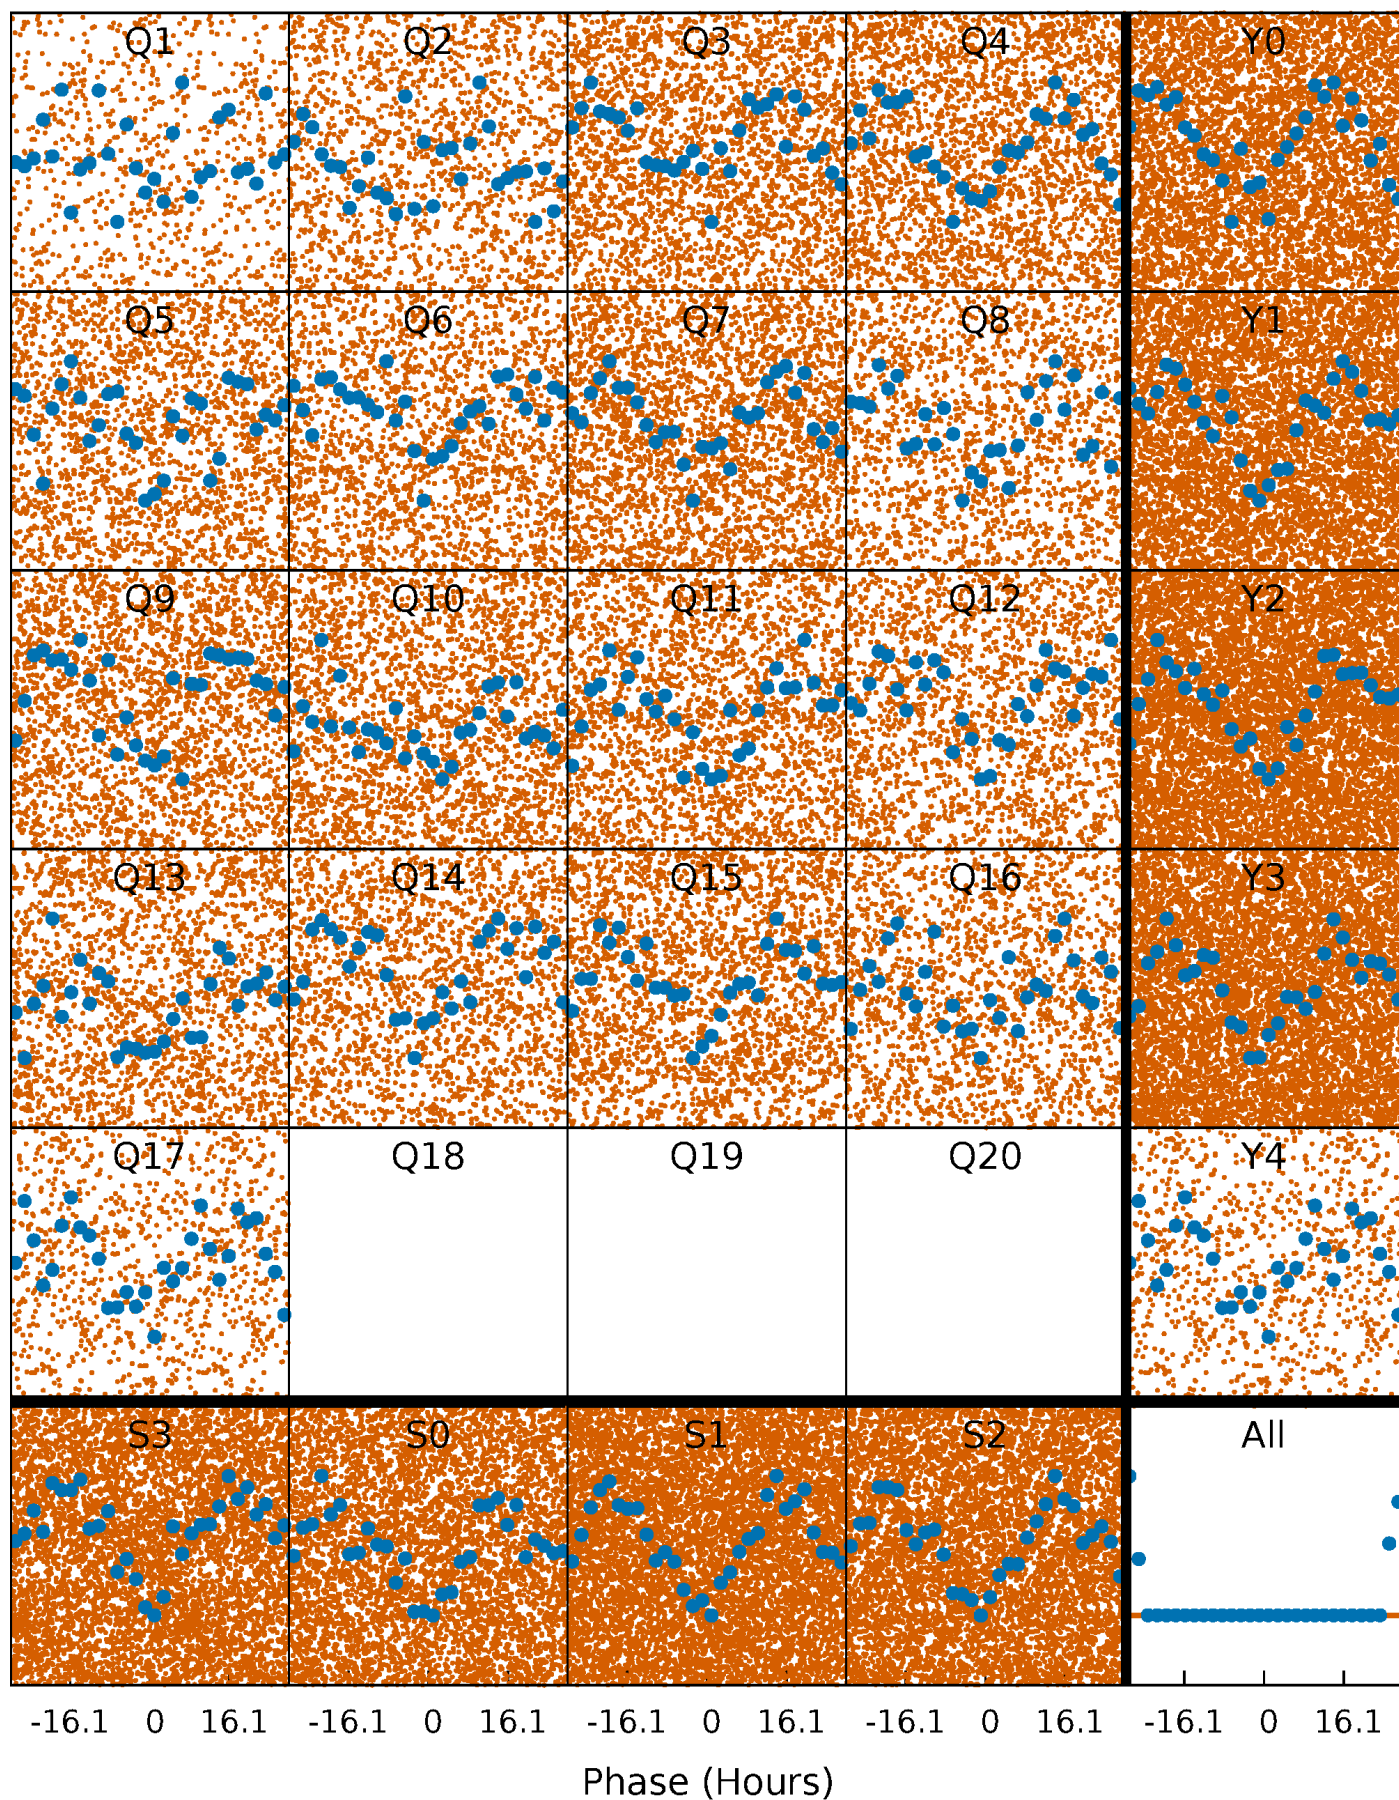 Q1 Q2 Q3 Q4 Y0
Q5 Q6 Q7 Q8 Y1
Q9 Q10 Q11 Q12 Y2
Q13 Q14 Q15 Q16 Y3
Q17 Q18 Q19 Q20 Y4
S3 S0 S1 S2 All
-16.1 0 16.1 -16.1 0 16.1 -16.1 0 16.1 -16.1 0 16.1 -16.1 0 16.1
Phase (Hours)